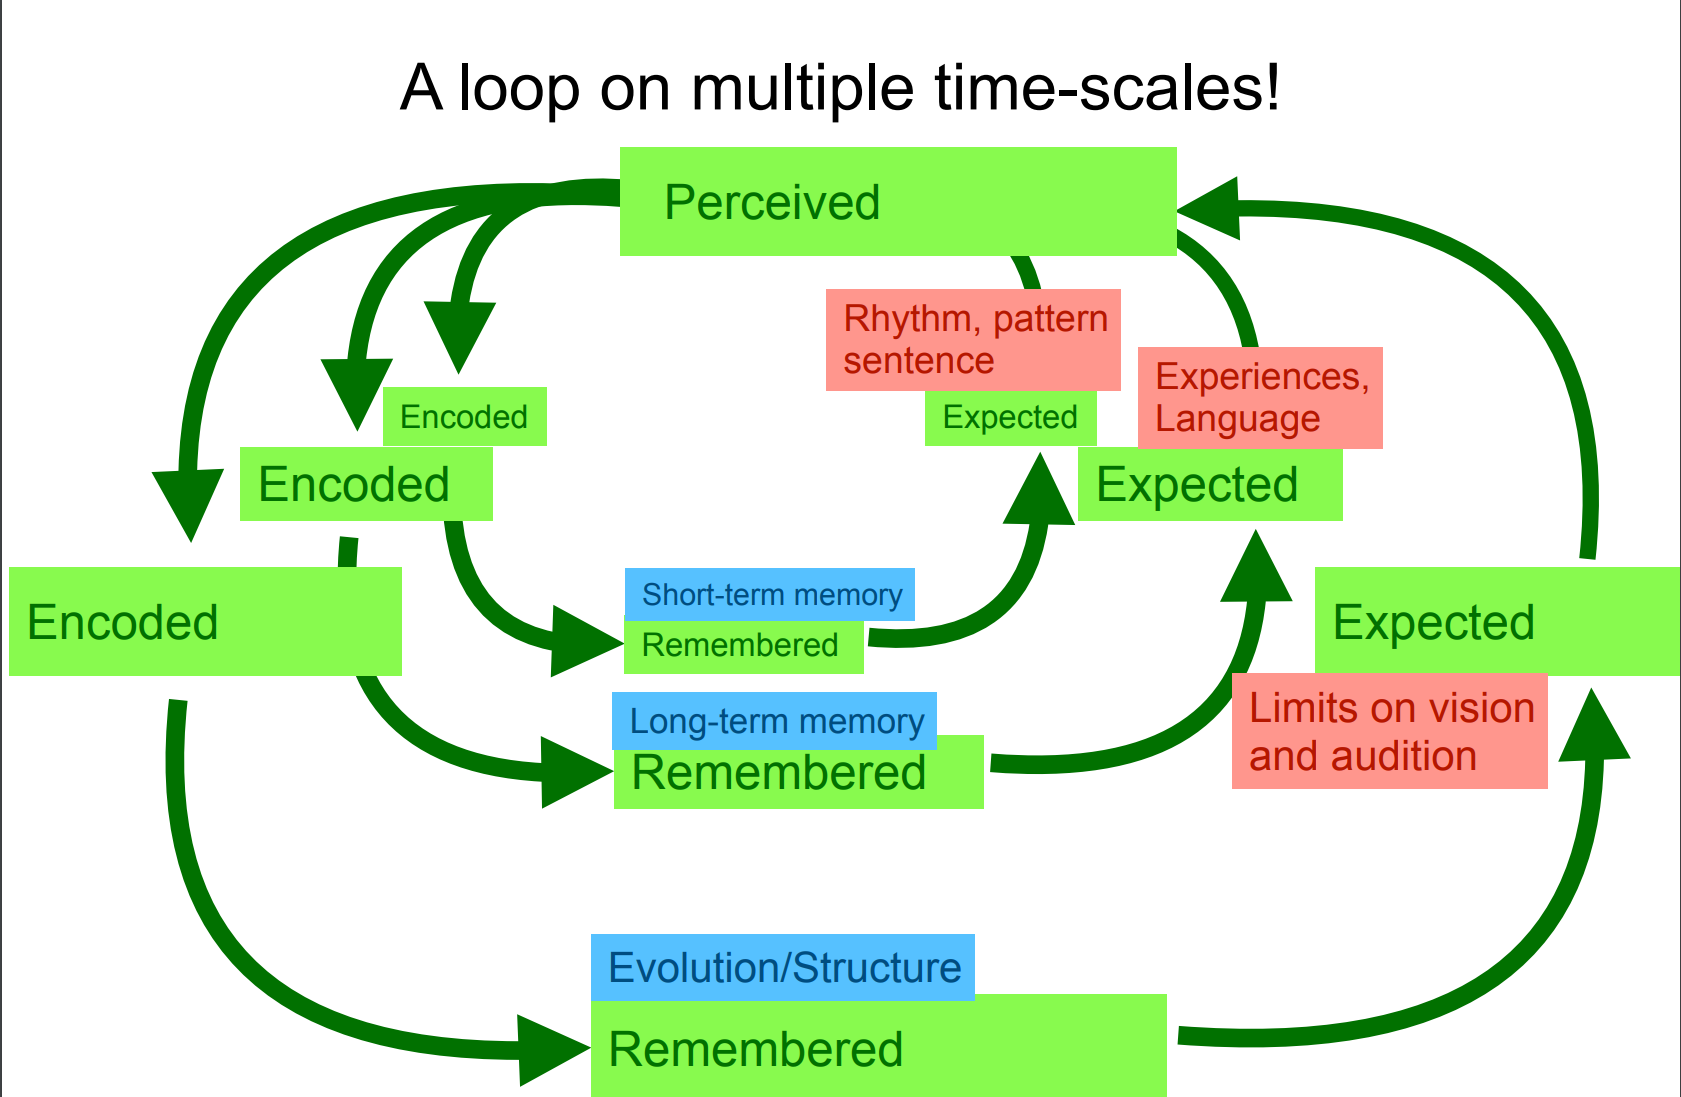 A loop on multiple time-scales!
Perceived
Rhythm, pattern
sentence
Experiences,
Language
Encoded
Expected
Encoded
Expected
Encoded
Short-term memory
Remembered
Expected
Long-term memory
Remembered
Limits on vision
and audition
Evolution/Structure
Remembered